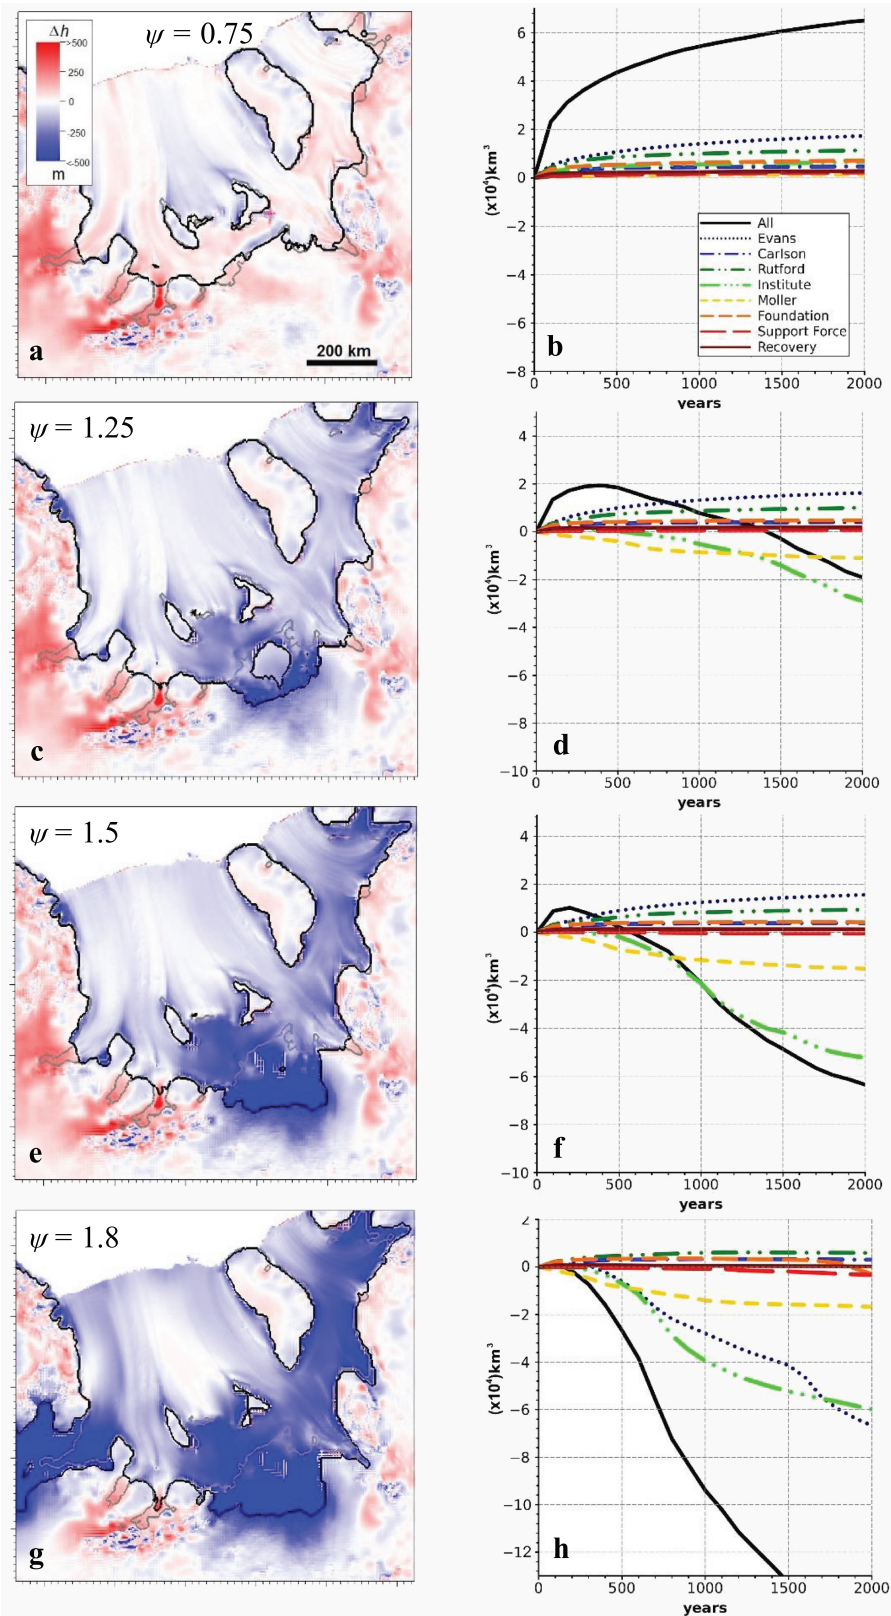 Δh
>500
250
0
-250
<-500
m
ψ = 0.75
200 km
a
6
4
2
0
−2
−4
−6
−8
(x10⁴)km³
All
Evans
Carlson
Rutford
Institute
Moller
Foundation
Support Force
Recovery
b
0
500
1000
1500
2000
years
ψ = 1.25
c
4
2
0
−2
−4
−6
−8
−10
(x10⁴)km³
d
0
500
1000
1500
2000
years
ψ = 1.5
e
4
2
0
−2
−4
−6
−8
−10
(x10⁴)km³
f
0
500
1000
1500
2000
years
ψ = 1.8
g
2
0
−2
−4
−6
−8
−10
−12
(x10⁴)km³
h
0
500
1000
1500
2000
years